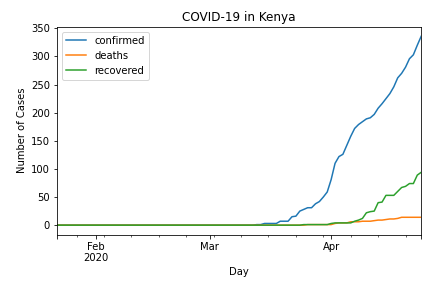 COVID-19 in Kenya
350
300
250
200
150
100
50
0
Number of Cases
confirmed
deaths
recovered
Feb
2020
Mar
Apr
Day